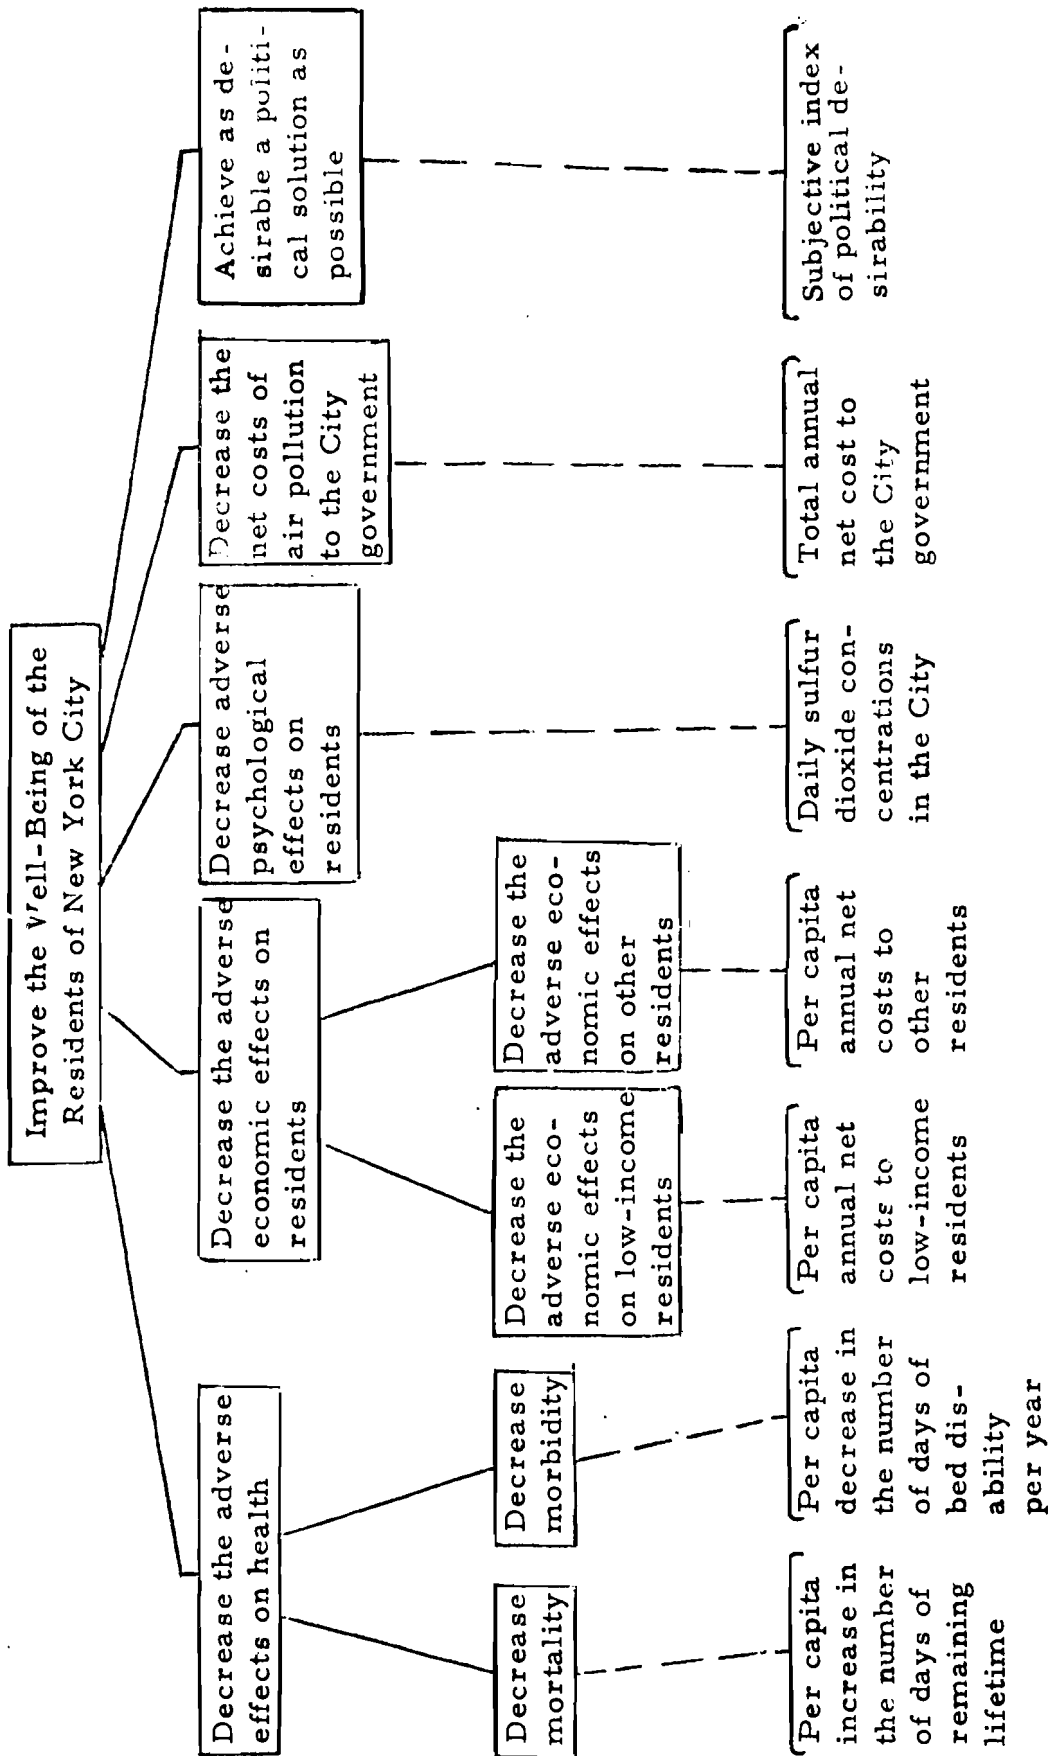 Improve the Well-Being of the
Residents of New York City
Decrease the adverse
effects on health
Decrease the adverse
economic effects on
residents
Decrease adverse
psychological
effects on
residents
Decrease the
net costs of
air pollution
to the City
government
Achieve as de-
sirable a politi-
cal solution as
possible
Decrease
mortality
Decrease
morbidity
Decrease the
adverse eco-
nomic effects
on low-income
residents
Decrease the
adverse eco-
nomic effects
on other
residents
Per capita
increase in
the number
of days of
remaining
lifetime
Per capita
decrease in
the number
of days of
bed dis-
ability
per year
Per capita
annual net
costs to
low-income
residents
Per capita
annual net
costs to
other
residents
Daily sulfur
dioxide con-
centrations
in the City
Total annual
net cost to
the City
government
Subjective index
of political de-
sirability